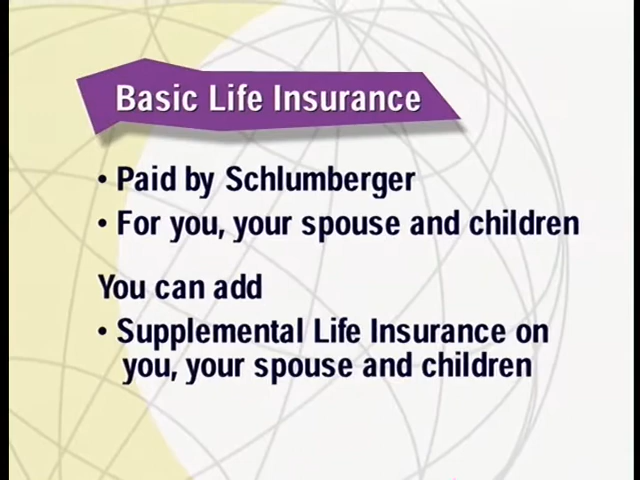 Basic Life Insurance
• Paid by Schlumberger
• For you, your spouse and children
You can add
• Supplemental Life Insurance on
you, your spouse and children